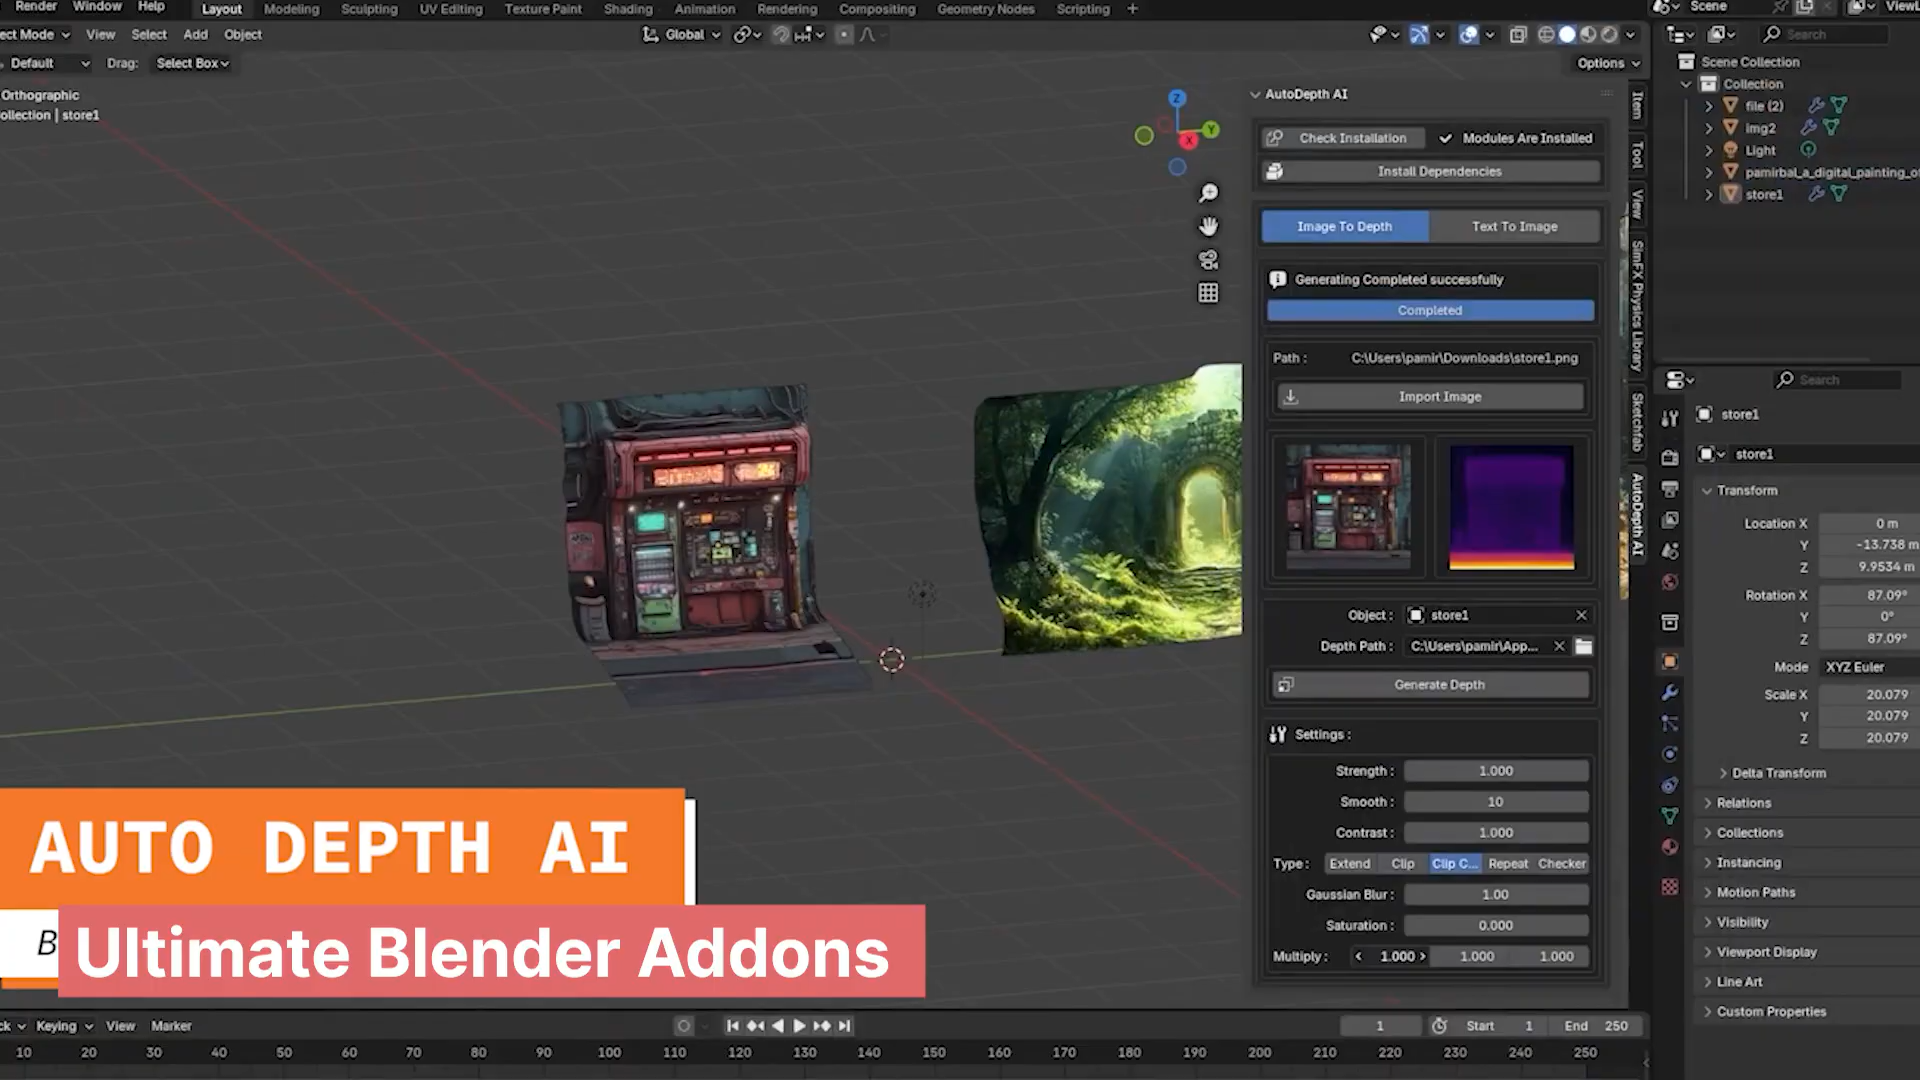 Render Window Help Layout Modeling Sculpting UV Editing Texture Paint Shading Animation Rendering Compositing Geometry Nodes Scripting + Scene
ect Mode View Select Add Object Global
Default Drag: Select Box Options
Search
Orthographic
ollection | store1
Scene Collection
Collection
file (2)
img2
Light
pamirbal_a_digital_painting_of
store1
Z
Y
X
AutoDepth AI
Check Installation Modules Are Installed
Install Dependencies
Image To Depth Text To Image
Generating Completed successfully
Completed
Path : C:\Users\pamir\Downloads\store1.png
Import Image
Object : store1
Depth Path : C:\Users\pamir\App...
Generate Depth
Settings :
Strength : 1.000
Smooth : 10
Contrast : 1.000
Type : Extend Clip Clip C... Repeat Checker
Gaussian Blur : 1.00
Saturation : 0.000
Multiply : 1.000 1.000 1.000
Item
Tool
View
SimFX Physics Library
Sketchfab
AutoDepth AI
Search
store1
store1
Transform
Location X 0 m
Y -13.738 m
Z 9.9534 m
Rotation X 87.09°
Y 0°
Z 87.09°
Mode XYZ Euler
Scale X 20.079
Y 20.079
Z 20.079
Delta Transform
Relations
Collections
Instancing
Motion Paths
Visibility
Viewport Display
Line Art
Custom Properties
AUTO DEPTH AI
B
Ultimate Blender Addons
Keying View Marker 1 Start 1 End 250
10 20 30 40 50 60 70 80 90 100 110 120 130 140 150 160 170 180 190 200 210 220 230 240 250